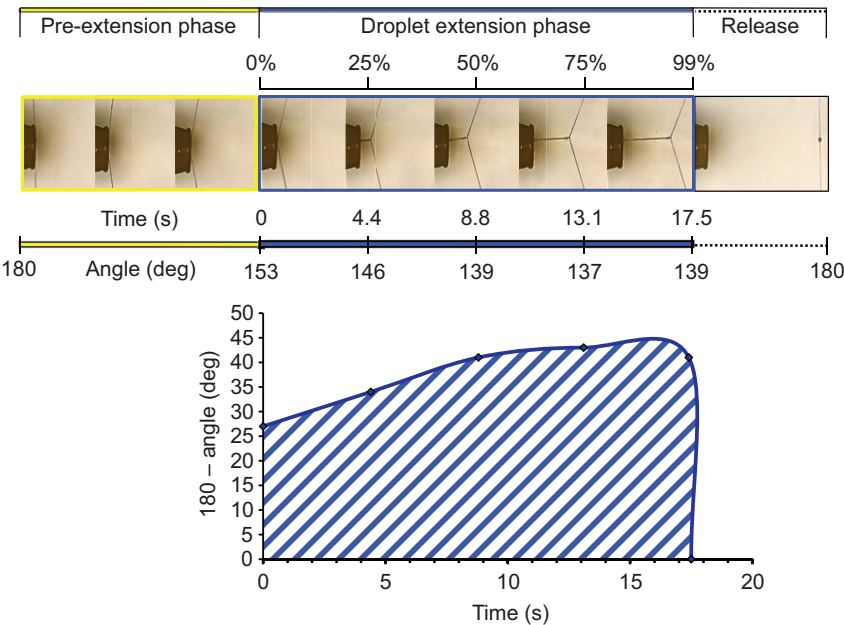 Pre-extension phase Droplet extension phase Release
0% 25% 50% 75% 99%
Time (s) 0 4.4 8.8 13.1 17.5
180 Angle (deg) 153 146 139 137 139 180
50
45
40
35
30
25
20
15
10
5
0
180 – angle (deg)
0 5 10 15 20
Time (s)